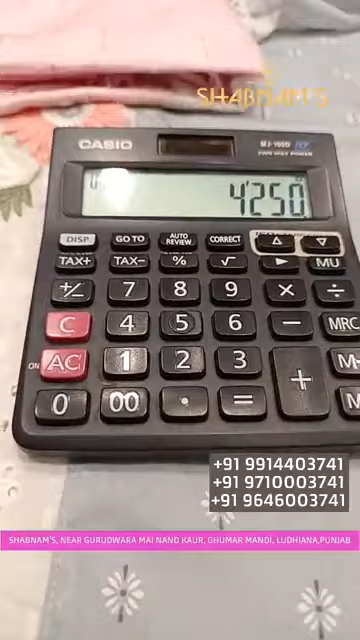 SHABNAM'S
CASIO
MJ-100D
TWO WAY POWER
4'250
DISP GO TO AUTO REVIEW CORRECT △ ▽
TAX+ TAX− % √ ► MU
+/− 7 8 9 × ÷
C 4 5 6 − MRC
ON AC 1 2 3 + M-
0 00 · = M
+91 9914403741
+91 9710003741
+91 9646003741
SHABNAM'S, NEAR GURUDWARA MAI NAND KAUR, GHUMAR MANDI, LUDHIANA,PUNJAB